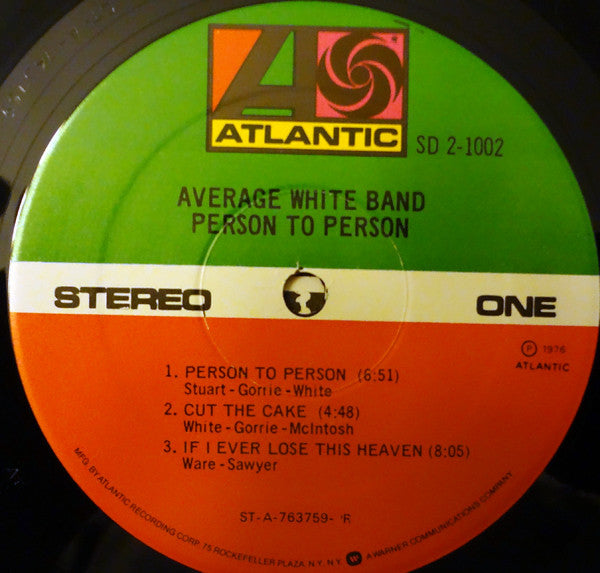 ATLANTIC
SD 2-1002
AVERAGE WHITE BAND
PERSON TO PERSON
STEREO
ONE
Ⓟ 1976
ATLANTIC
1. PERSON TO PERSON (6:51)
Stuart - Gorrie - White
2. CUT THE CAKE (4:48)
White - Gorrie - McIntosh
3. IF I EVER LOSE THIS HEAVEN (8:05)
Ware - Sawyer
ST-A-763759-
MFG. BY ATLANTIC RECORDING CORP. 75 ROCKEFELLER PLAZA N.Y. N.Y. A WARNER COMMUNICATIONS COMPANY